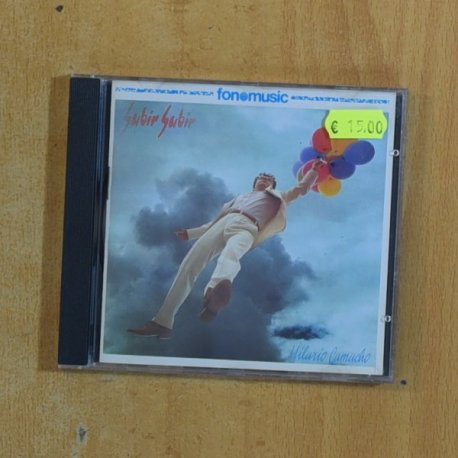 fonomusic
€ 15.00
Subir Subir
Hilario Camacho